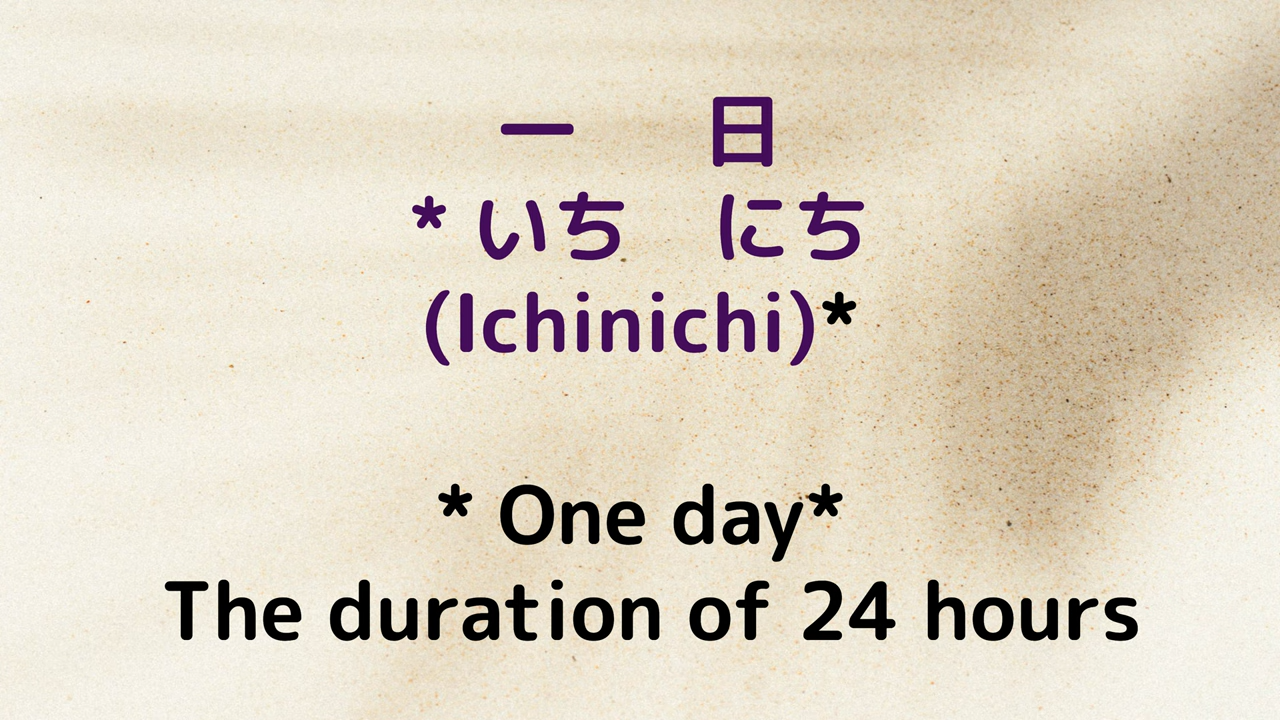 一　日
* いち　にち
(Ichinichi)*
* One day*
The duration of 24 hours